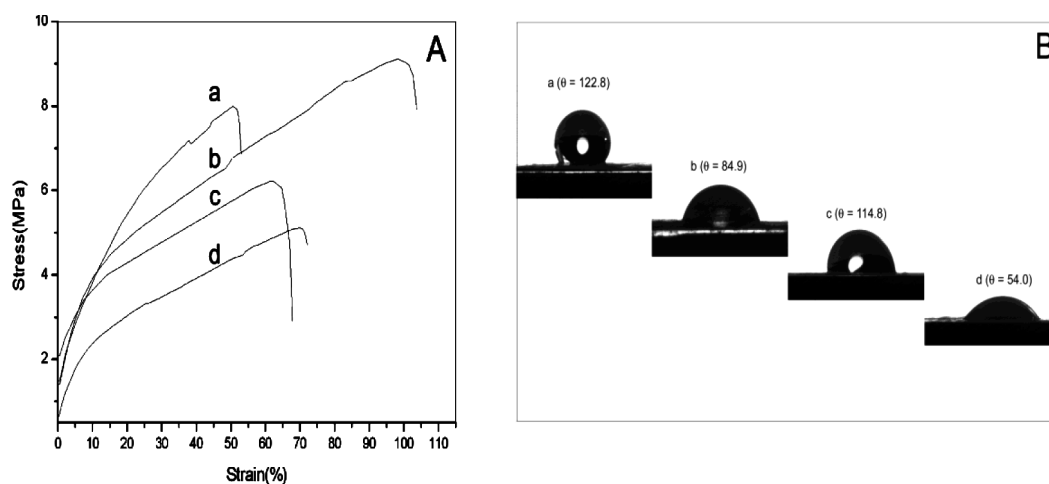 A
10
8
6
4
2
Stress(MPa)
a
b
c
d
0 10 20 30 40 50 60 70 80 90 100 110
Strain(%)
B
a (θ = 122.8)
b (θ = 84.9)
c (θ = 114.8)
d (θ = 54.0)